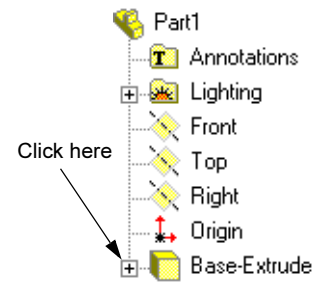 Part1
Annotations
Lighting
Front
Top
Click here
Right
Origin
Base-Extrude